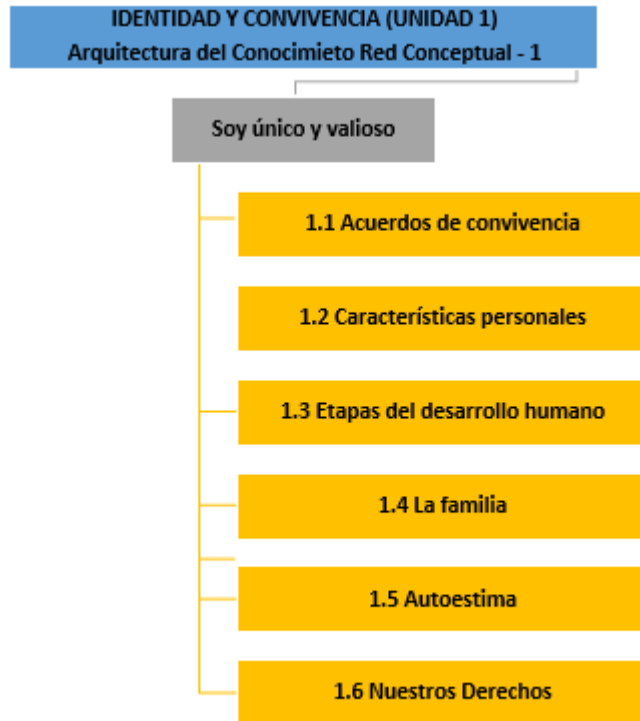 IDENTIDAD Y CONVIVENCIA (UNIDAD 1)
Arquitectura del Conocimieto Red Conceptual - 1
Soy único y valioso
1.1 Acuerdos de convivencia
1.2 Características personales
1.3 Etapas del desarrollo humano
1.4 La familia
1.5 Autoestima
1.6 Nuestros Derechos